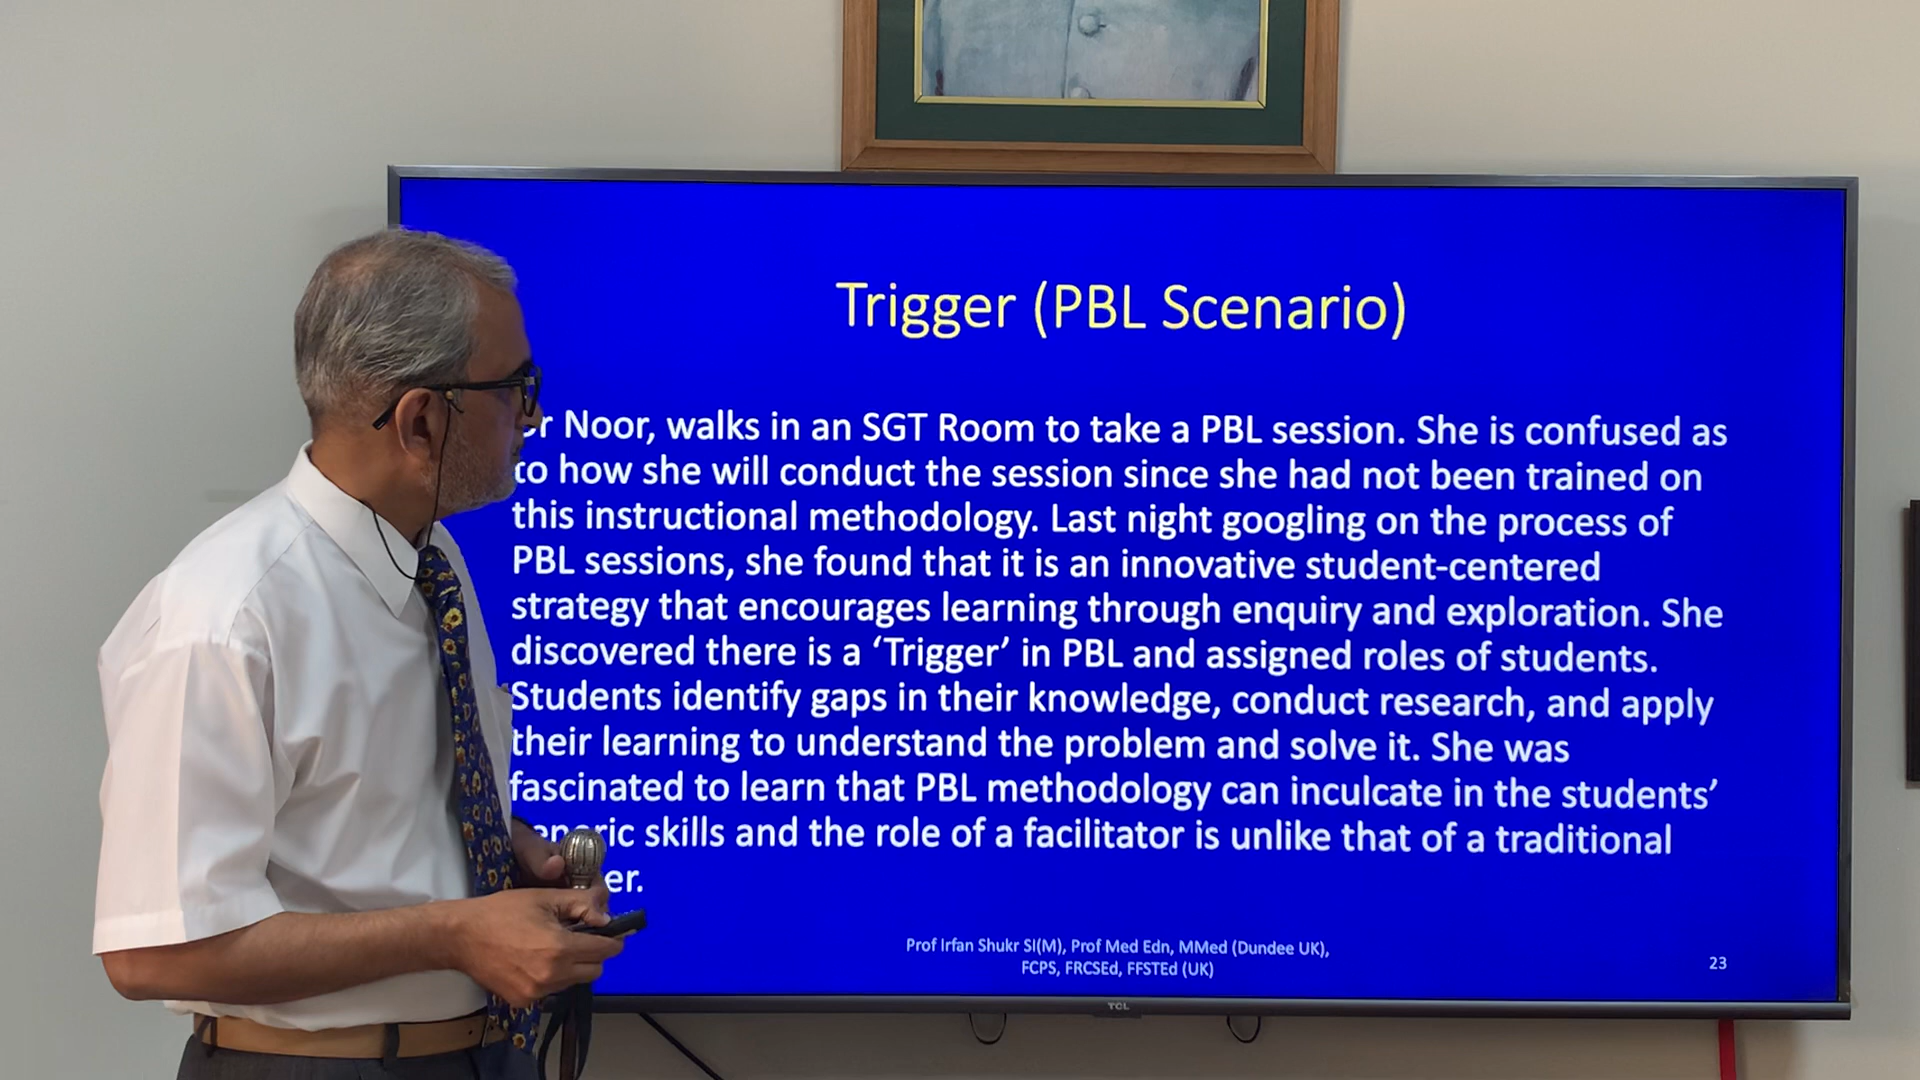 Trigger (PBL Scenario)
Noor, walks in an SGT Room to take a PBL session. She is confused as
to how she will conduct the session since she had not been trained on
this instructional methodology. Last night googling on the process of
PBL sessions, she found that it is an innovative student-centered
strategy that encourages learning through enquiry and exploration. She
discovered there is a ‘Trigger’ in PBL and assigned roles of students.
Students identify gaps in their knowledge, conduct research, and apply
their learning to understand the problem and solve it. She was
fascinated to learn that PBL methodology can inculcate in the students’
skills and the role of a facilitator is unlike that of a traditional
Prof Irfan Shukr SI(M), Prof Med Edn, MMed (Dundee UK),
FCPS, FRCSEd, FFSTEd (UK)
23
TCL